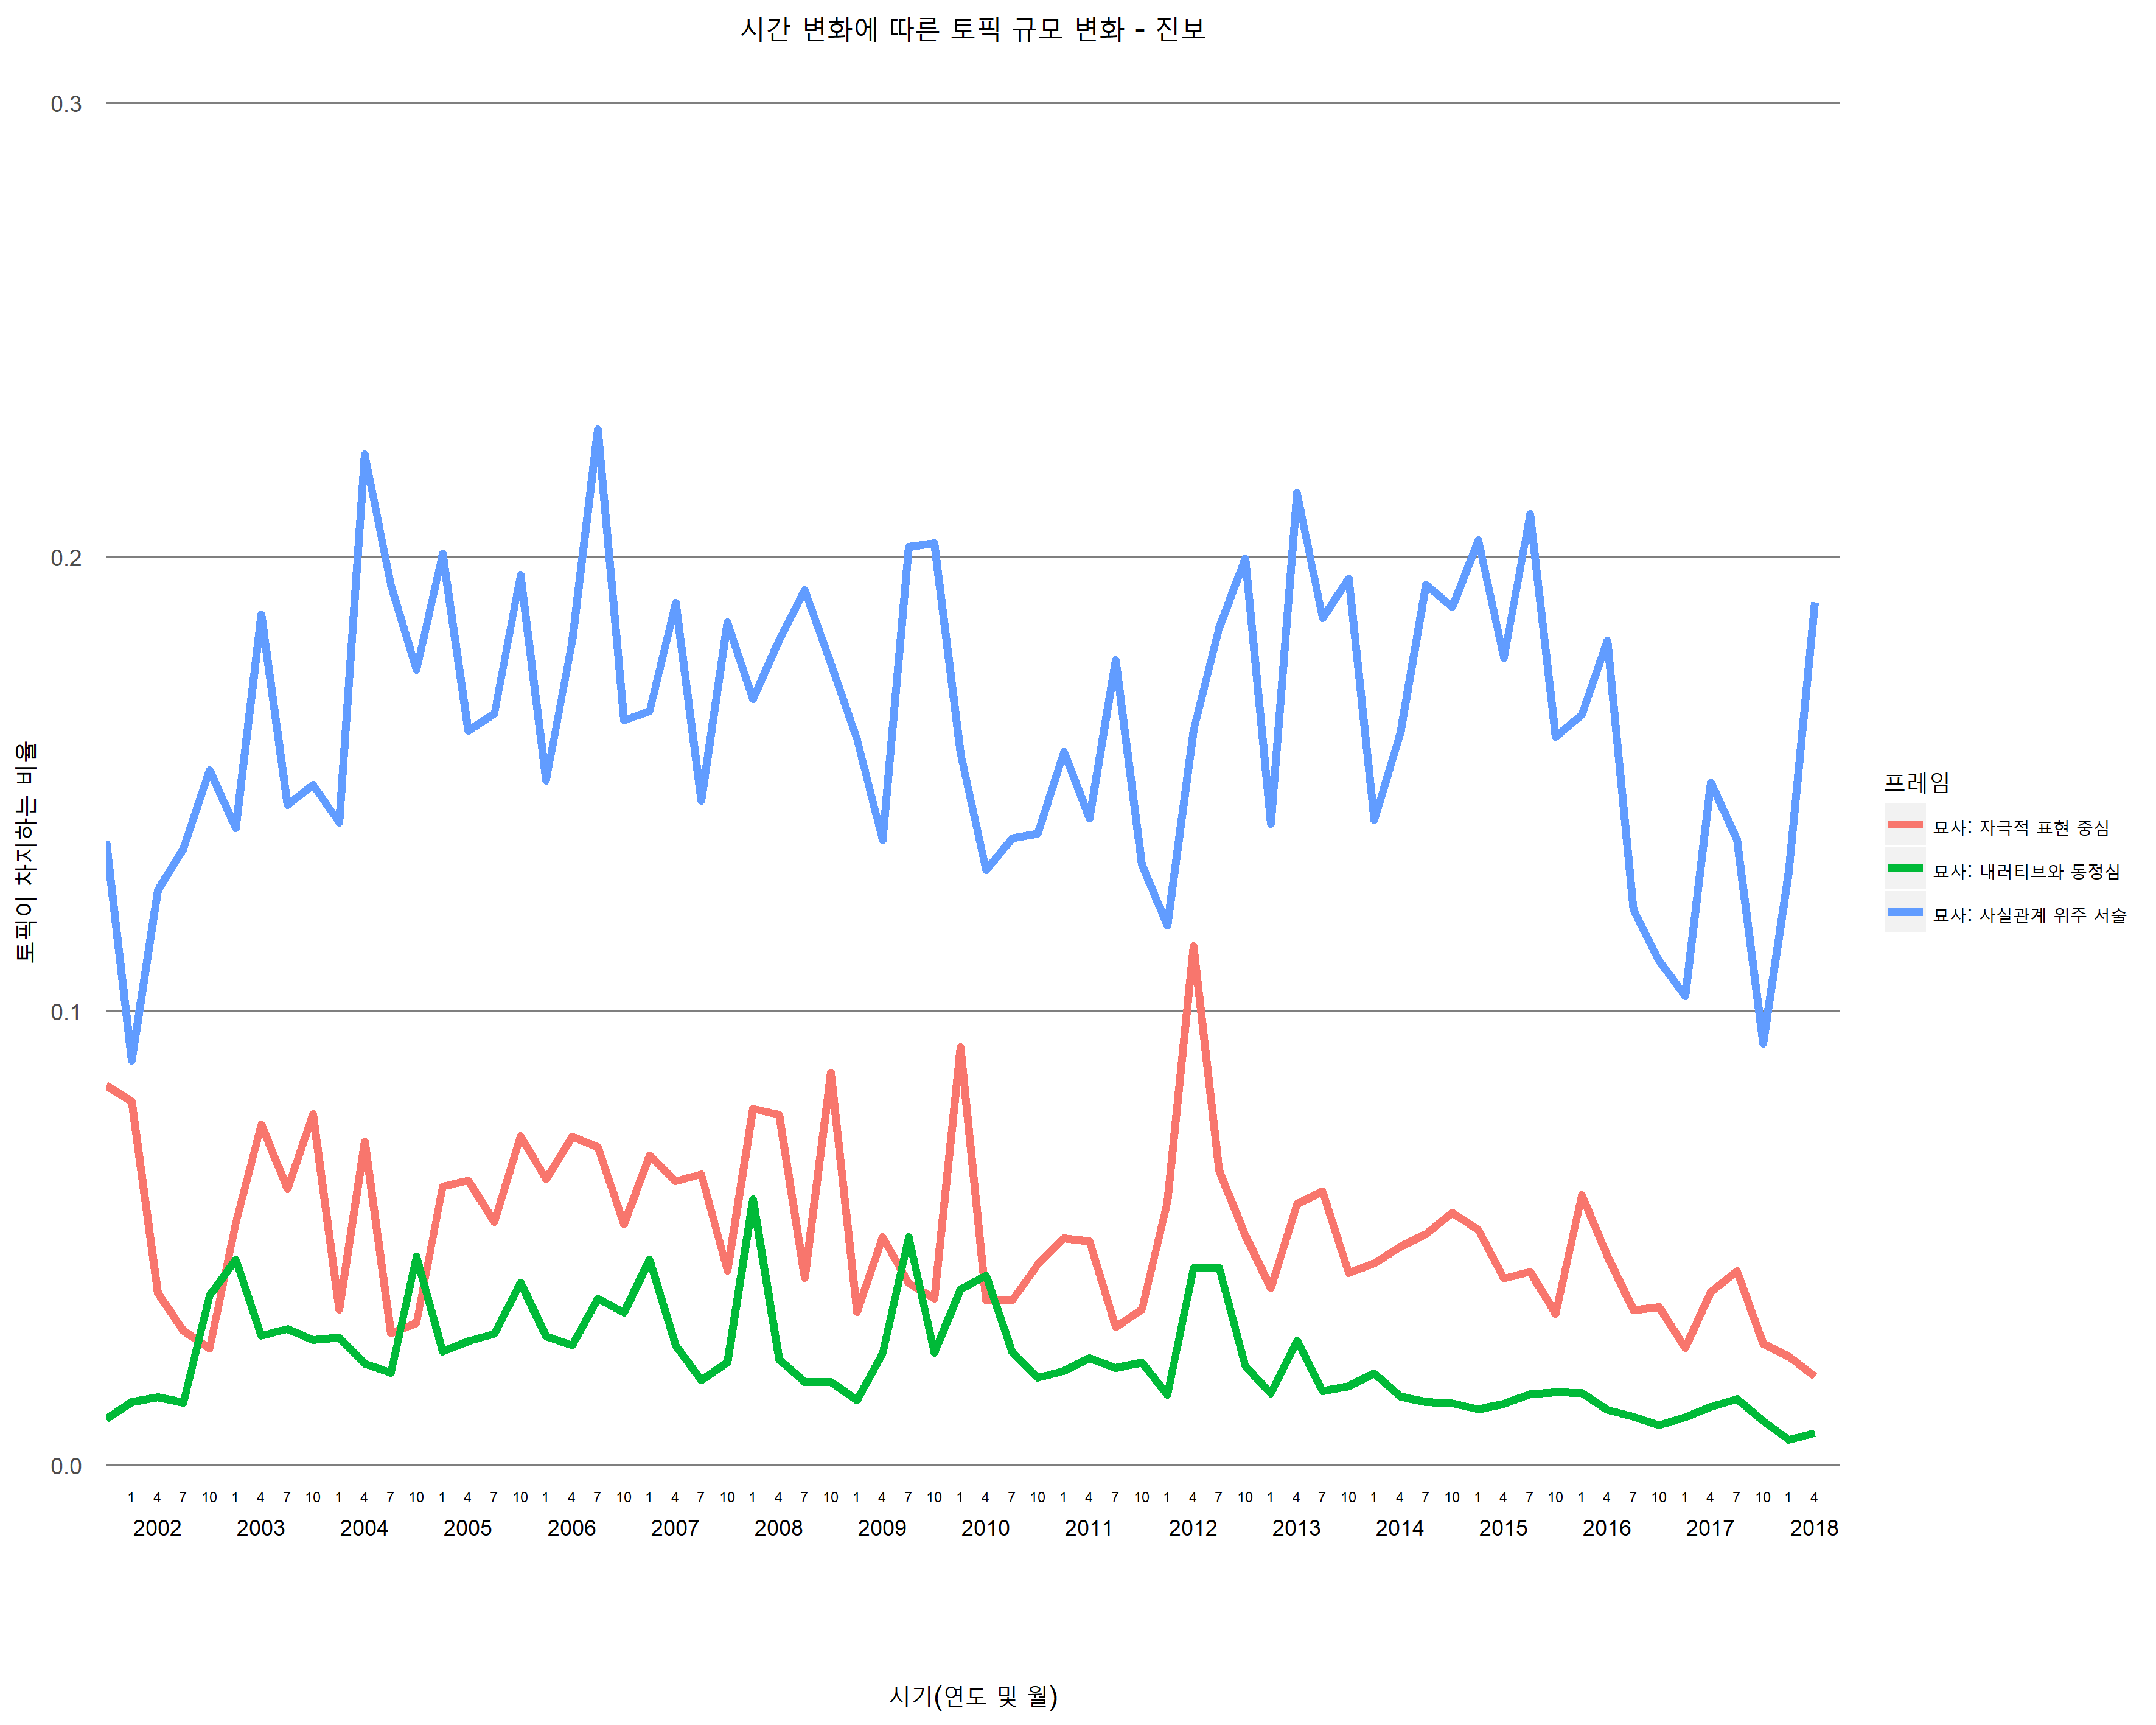 시간 변화에 따른 토픽 규모 변화 - 진보
0.3
0.2
0.1
0.0
토픽이 차지하는 비율
1 4 7 10 1 4 7 10 1 4 7 10 1 4 7 10 1 4 7 10 1 4 7 10 1 4 7 10 1 4 7 10 1 4 7 10 1 4 7 10 1 4 7 10 1 4 7 10 1 4 7 10 1 4 7 10 1 4 7 10 1 4 7 10 1 4
2002 2003 2004 2005 2006 2007 2008 2009 2010 2011 2012 2013 2014 2015 2016 2017 2018
시기(연도 및 월)
프레임
묘사: 자극적 표현 중심
묘사: 내러티브와 동정심
묘사: 사실관계 위주 서술